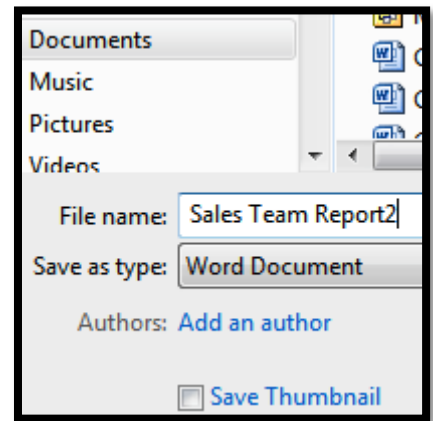 Documents
Music
Pictures
Videos
File name: Sales Team Report2
Save as type: Word Document
Authors: Add an author
Save Thumbnail